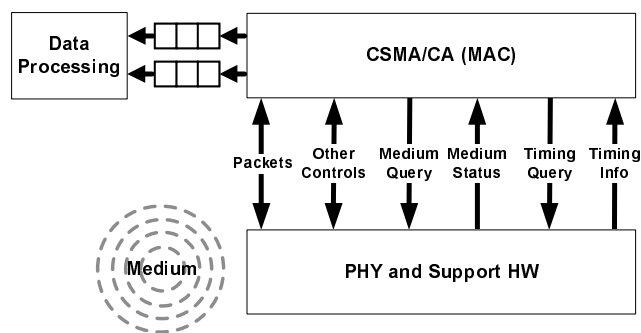 Data
Processing
CSMA/CA (MAC)
Packets
Other
Controls
Medium
Query
Medium
Status
Timing
Query
Timing
Info
Medium
PHY and Support HW